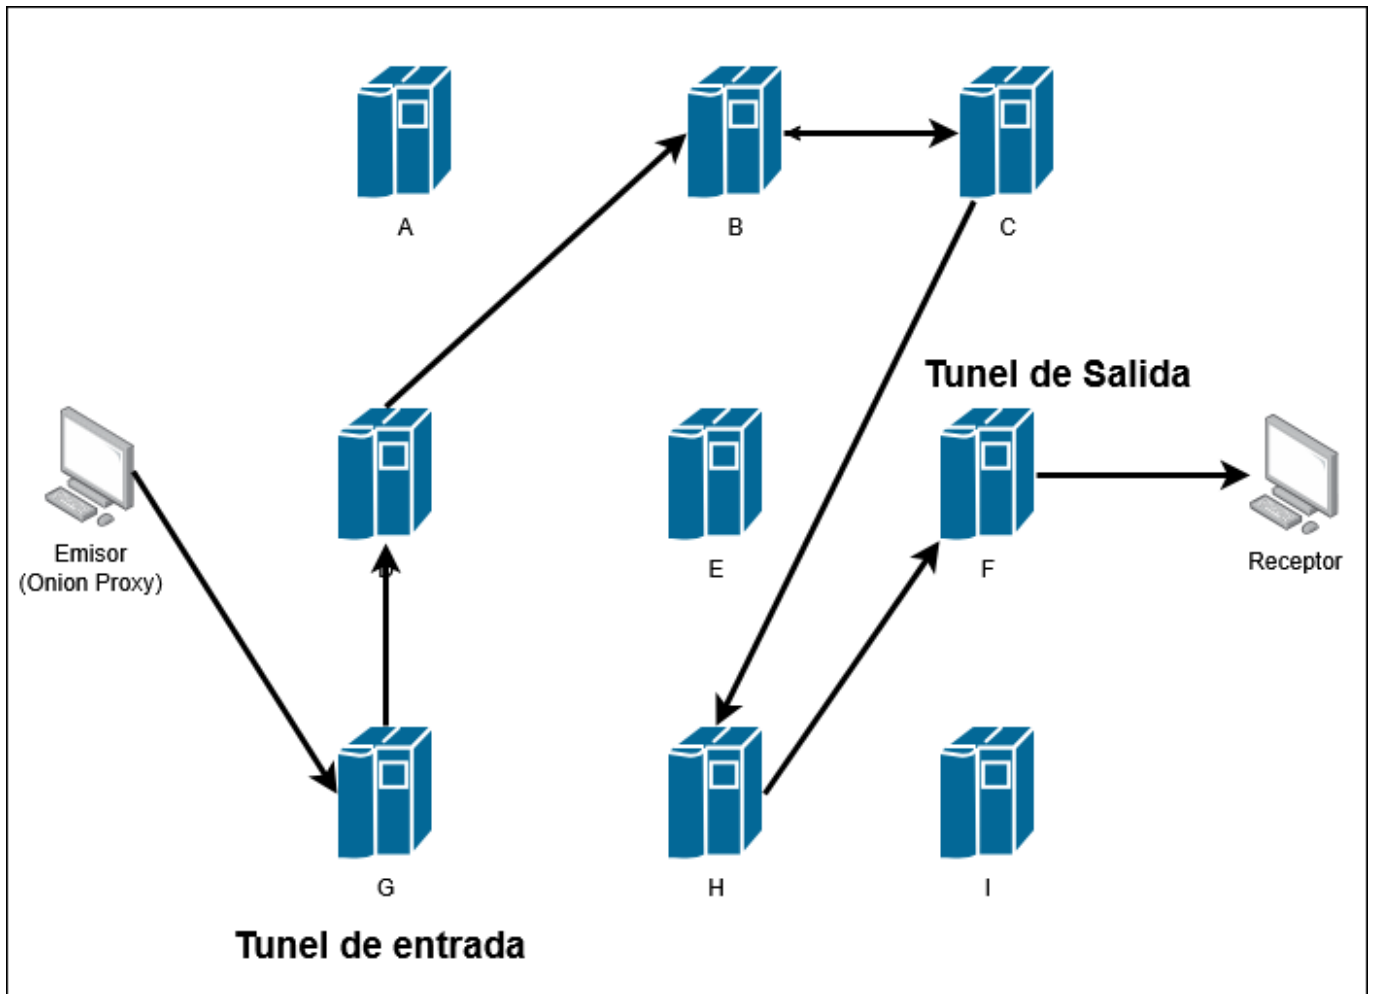 A
B
C
Tunel de Salida
Emisor
(Onion Proxy)
D
E
F
Receptor
G
H
I
Tunel de entrada